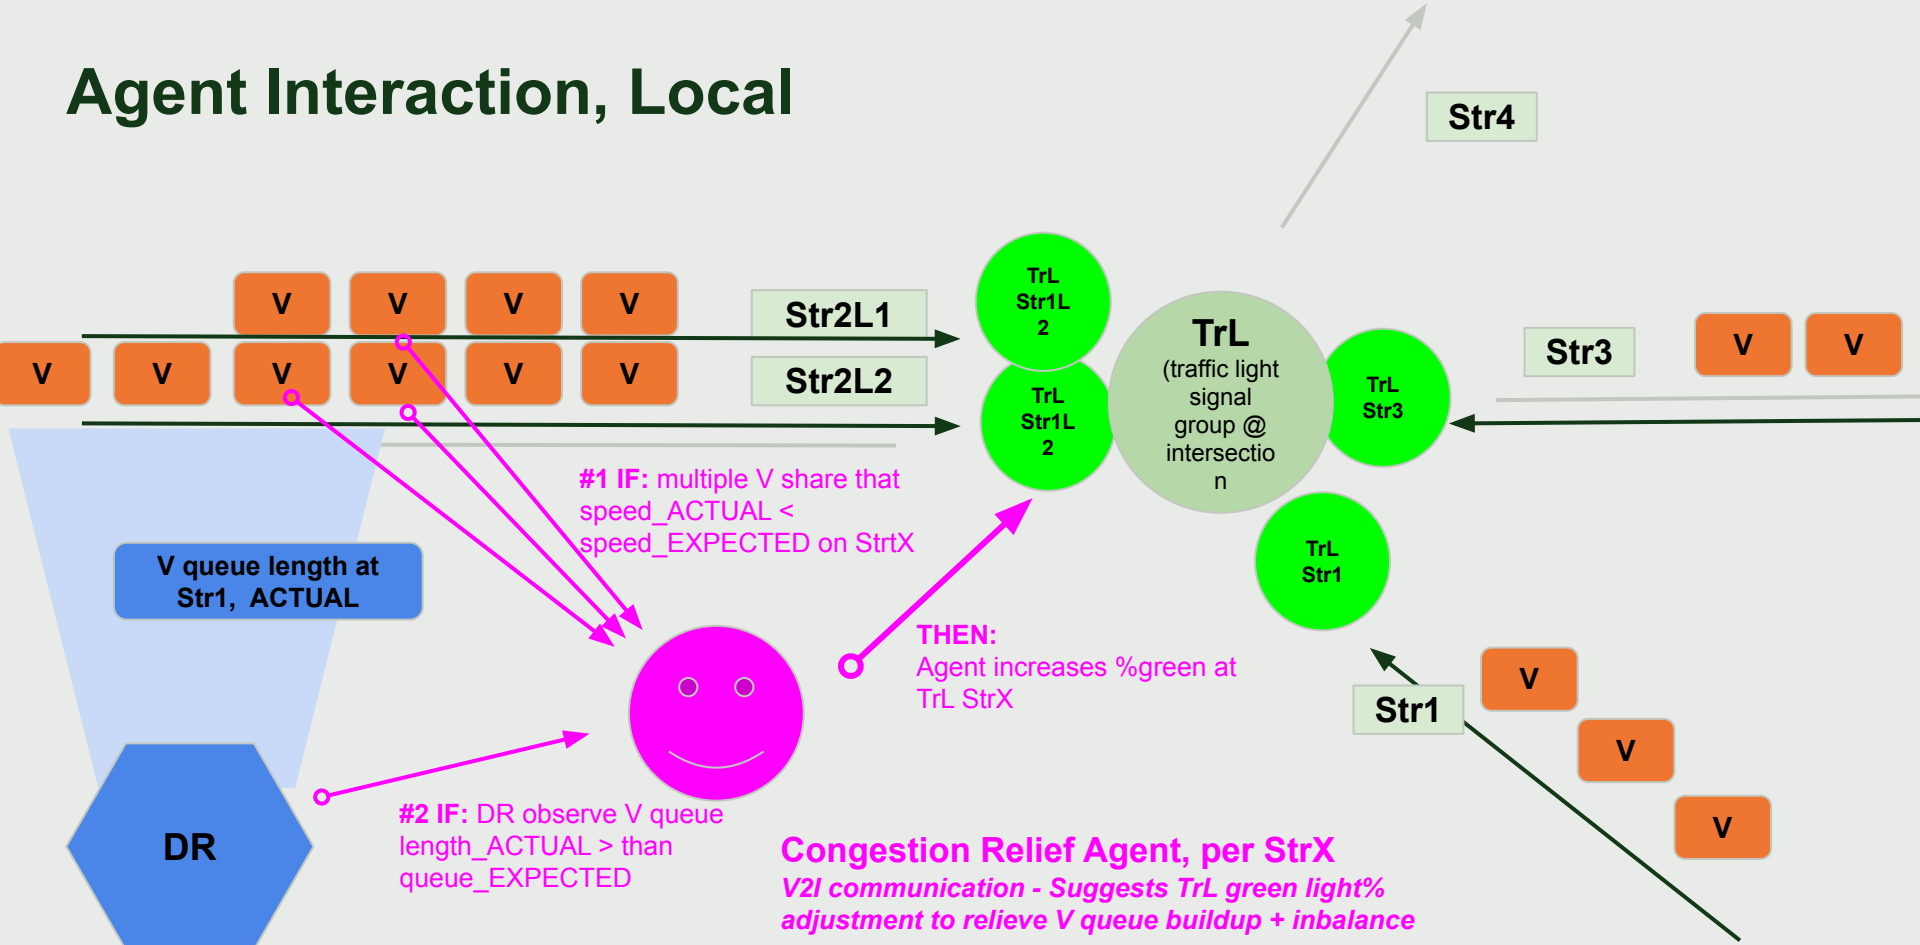 Agent Interaction, Local
Str4
V V V V
Str2L1
V V V V V V
Str2L2
TrL
Str1L
2
TrL
Str1L
2
TrL
(traffic light
signal
group @
intersectio
n
TrL
Str3
Str3
V V
#1 IF: multiple V share that
speed_ACTUAL <
speed_EXPECTED on StrtX
V queue length at
Str1, ACTUAL
TrL
Str1
THEN:
Agent increases %green at
TrL StrX
Str1
V
V
V
DR
#2 IF: DR observe V queue
length_ACTUAL > than
queue_EXPECTED
Congestion Relief Agent, per StrX
V2I communication - Suggests TrL green light%
adjustment to relieve V queue buildup + inbalance